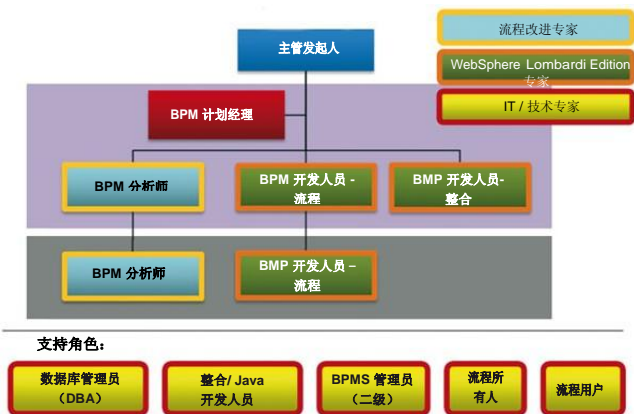 主管发起人
流程改进专家
WebSphere Lombardi Edition
专家
IT / 技术专家
BPM 计划经理
BPM 分析师
BPM 开发人员 -
流程
BMP 开发人员-
整合
BPM 分析师
BMP 开发人员 –
流程
支持角色：
数据库管理员
（DBA）
整合/ Java
开发人员
BPMS 管理员
（二级）
流程所
有人
流程用户